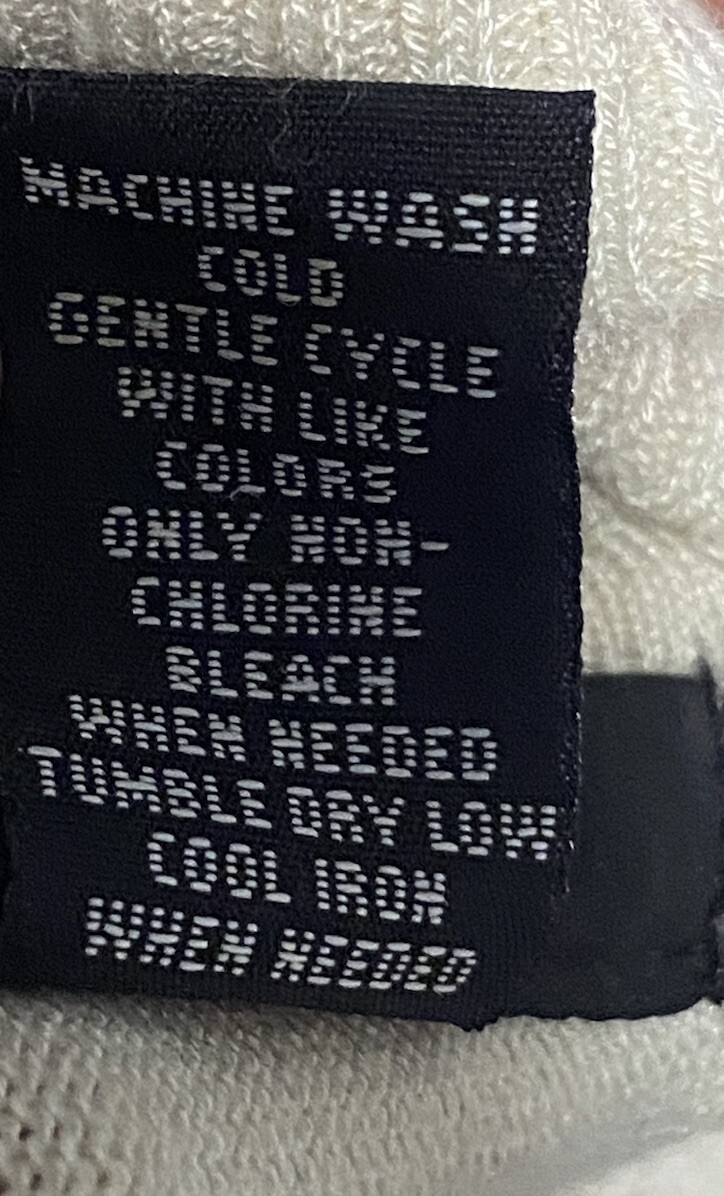 MACHINE WASH
COLD
GENTLE CYCLE
WITH LIKE
COLORS
ONLY NON-
CHLORINE
BLEACH
WHEN NEEDED
TUMBLE DRY LOW
COOL IRON
WHEN NEEDED